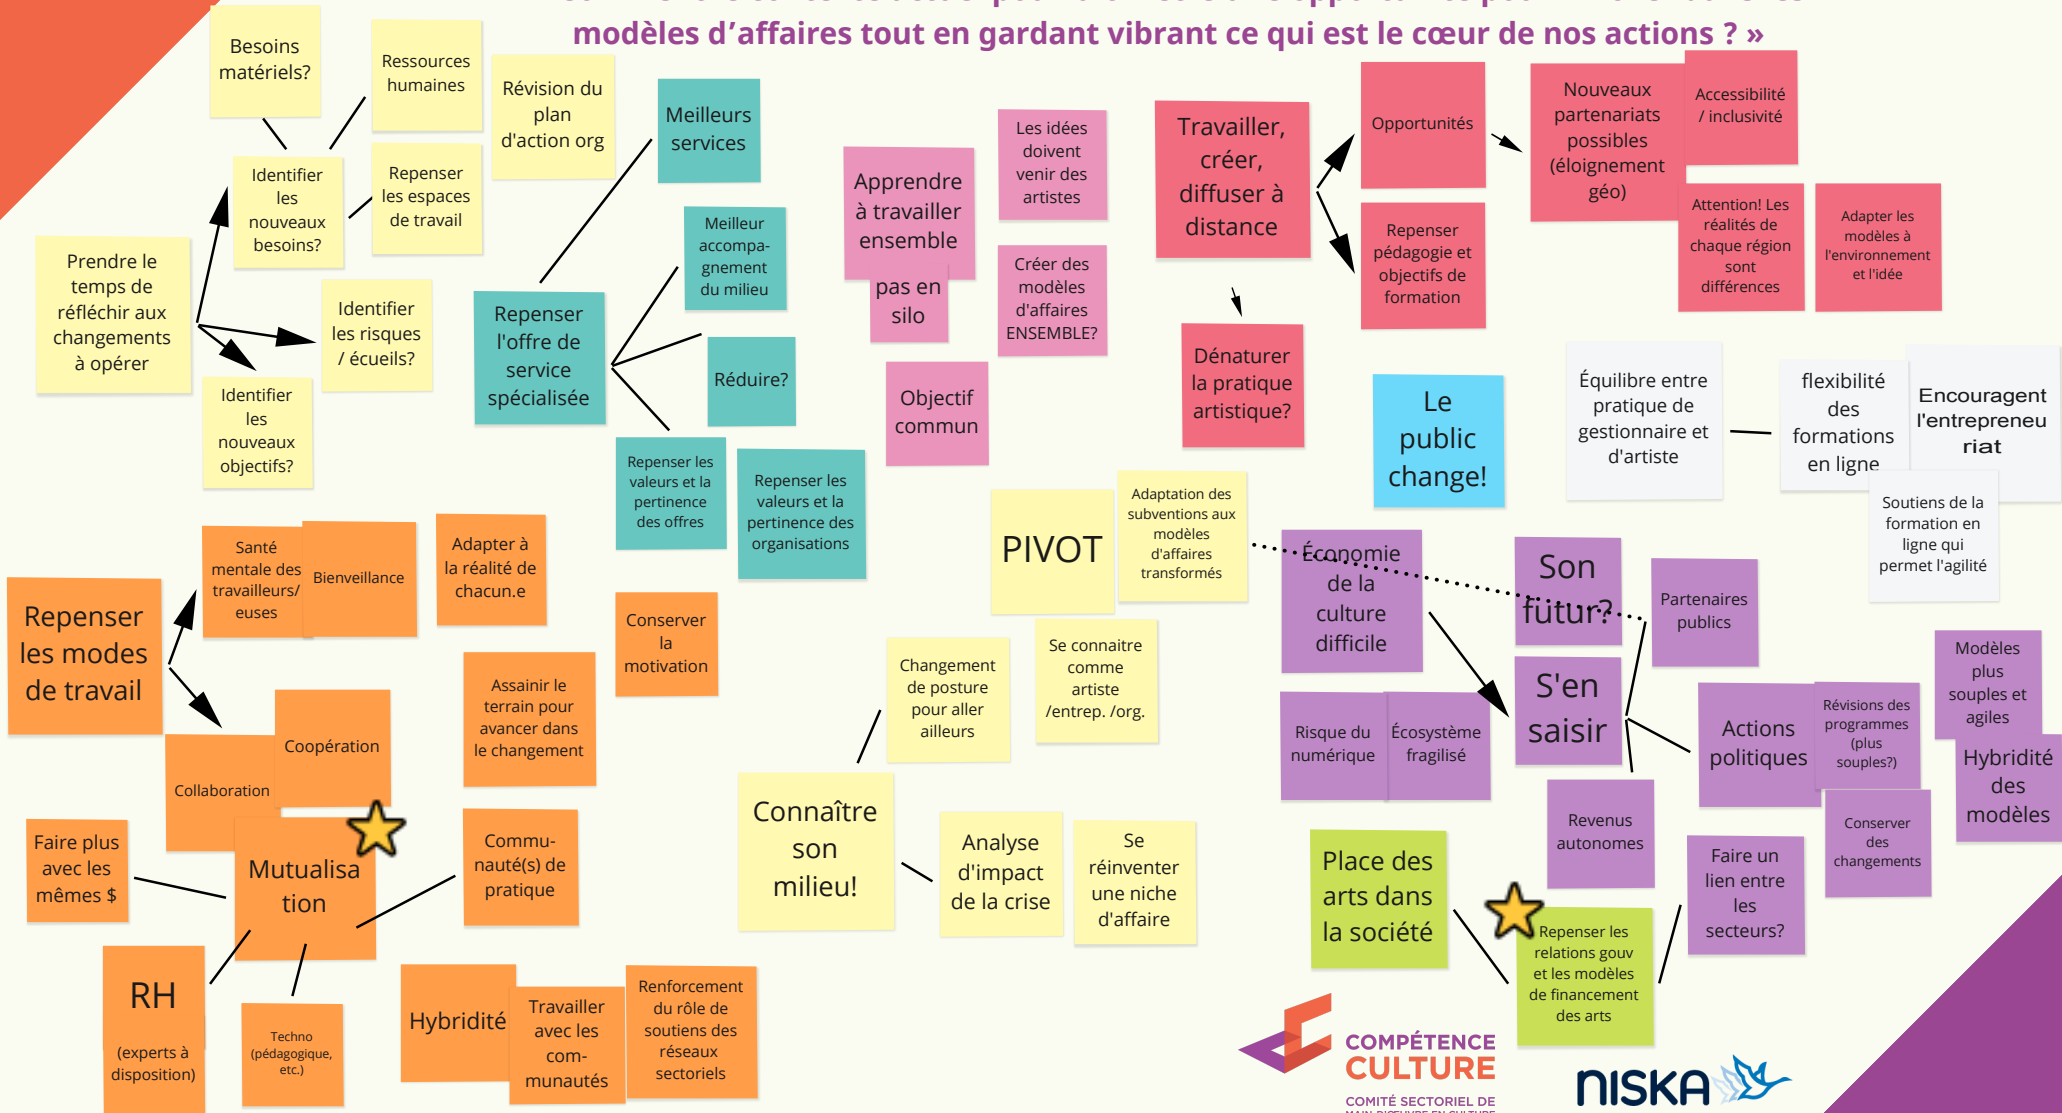 modèles d'affaires tout en gardant vibrant ce qui est le cœur de nos actions ? »
Besoins
matériels?
Ressources
humaines
Révision du
plan
d'action org
Identifier
les
nouveaux
besoins?
Repenser
les espaces
de travail
Prendre le
temps de
réfléchir aux
changements
à opérer
Identifier
les risques
/ écueils?
Identifier
les
nouveaux
objectifs?
Meilleurs
services
Meilleur
accompa-
gnement
du milieu
Repenser
l'offre de
service
spécialisée
Réduire?
Repenser les
valeurs et la
pertinence
des offres
Repenser les
valeurs et la
pertinence des
organisations
Apprendre
à travailler
ensemble
pas en
silo
Les idées
doivent
venir des
artistes
Créer des
modèles
d'affaires
ENSEMBLE?
Objectif
commun
Travailler,
créer,
diffuser à
distance
Opportunités
Nouveaux
partenariats
possibles
(éloignement
géo)
Accessibilité
/ inclusivité
Repenser
pédagogie et
objectifs de
formation
Attention! Les
réalités de
chaque région
sont
différences
Adapter les
modèles à
l'environnement
et l'idée
Dénaturer
la pratique
artistique?
Le
public
change!
Équilibre entre
pratique de
gestionnaire et
d'artiste
flexibilité
des
formations
en ligne
Encouragent
l'entrepreneu
riat
Soutiens de la
formation en
ligne qui
permet l'agilité
Repenser
les modes
de travail
Santé
mentale des
travailleurs/
euses
Bienveillance
Adapter à
la réalité de
chacun.e
Conserver
la
motivation
Assainir le
terrain pour
avancer dans
le changement
Coopération
Collaboration
Mutualisa
tion
Faire plus
avec les
mêmes $
Commu-
nauté(s) de
pratique
RH
(experts à
disposition)
Techno
(pédagogique,
etc.)
Hybridité
Travailler
avec les
com-
munautés
Renforcement
du rôle de
soutiens des
réseaux
sectoriels
PIVOT
Adaptation des
subventions aux
modèles
d'affaires
transformés
Changement
de posture
pour aller
ailleurs
Se connaitre
comme
artiste
/entrep. /org.
Connaître
son
milieu!
Analyse
d'impact
de la crise
Se
réinventer
une niche
d'affaire
Économie
de la
culture
difficile
Son
futur?
Partenaires
publics
S'en
saisir
Risque du
numérique
Écosystème
fragilisé
Actions
politiques
Révisions des
programmes
(plus
souples?)
Modèles
plus
souples et
agiles
Hybridité
des
modèles
Revenus
autonomes
Conserver
des
changements
Faire un
lien entre
les
secteurs?
Place des
arts dans
la société
Repenser les
relations gouv
et les modèles
de financement
des arts
COMPÉTENCE
CULTURE
COMITÉ SECTORIEL DE
NISKA